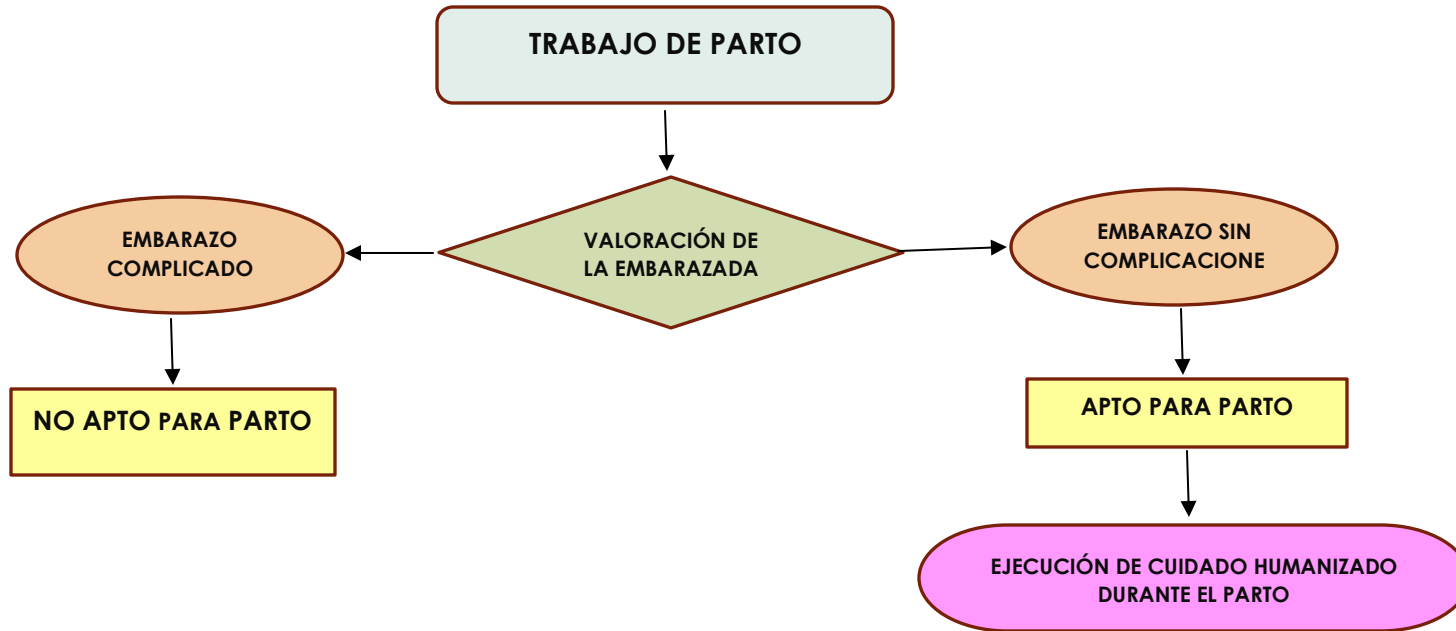 TRABAJO DE PARTO
VALORACIÓN DE
LA EMBARAZADA
EMBARAZO
COMPLICADO
EMBARAZO SIN
COMPLICACIONE
NO APTO PARA PARTO
APTO PARA PARTO
EJECUCIÓN DE CUIDADO HUMANIZADO
DURANTE EL PARTO